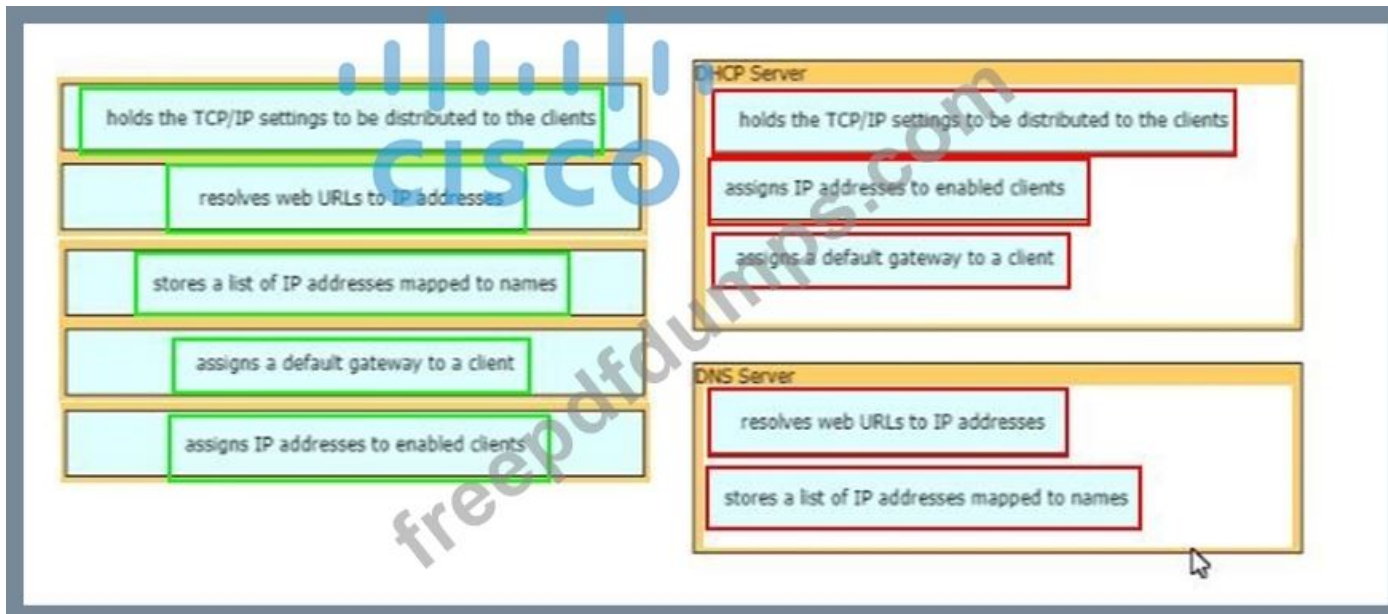 CISCO
holds the TCP/IP settings to be distributed to the clients
resolves web URLs to IP addresses
stores a list of IP addresses mapped to names
assigns a default gateway to a client
assigns IP addresses to enabled clients
DHCP Server
holds the TCP/IP settings to be distributed to the clients
assigns IP addresses to enabled clients
assigns a default gateway to a client
DNS Server
resolves web URLs to IP addresses
stores a list of IP addresses mapped to names
freepdfdumps.com